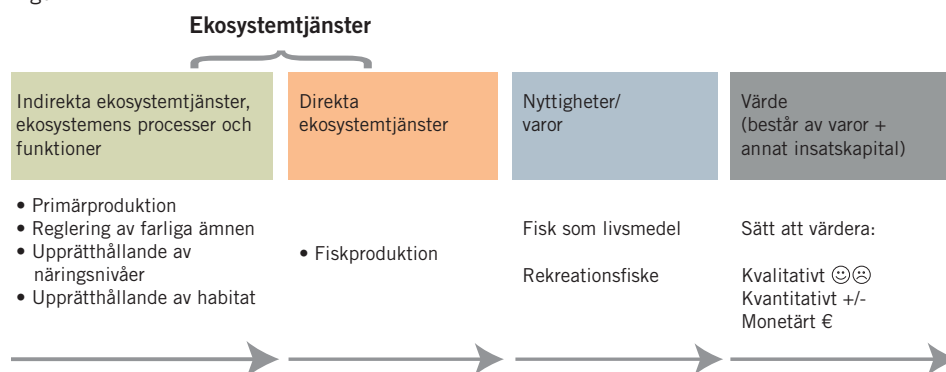 Ekosystemtjänster
Indirekta ekosystemtjänster,
ekosystemens processer och
funktioner
Direkta
ekosystemtjänster
Nyttigheter/
varor
Värde
(består av varor +
annat insatskapital)
• Primärproduktion
• Reglering av farliga ämnen
• Upprätthållande av
näringsnivåer
• Upprätthållande av habitat
• Fiskproduktion
Fisk som livsmedel
Rekreationsfiske
Sätt att värdera:
Kvalitativt ☺☹
Kvantitativt +/-
Monetärt €